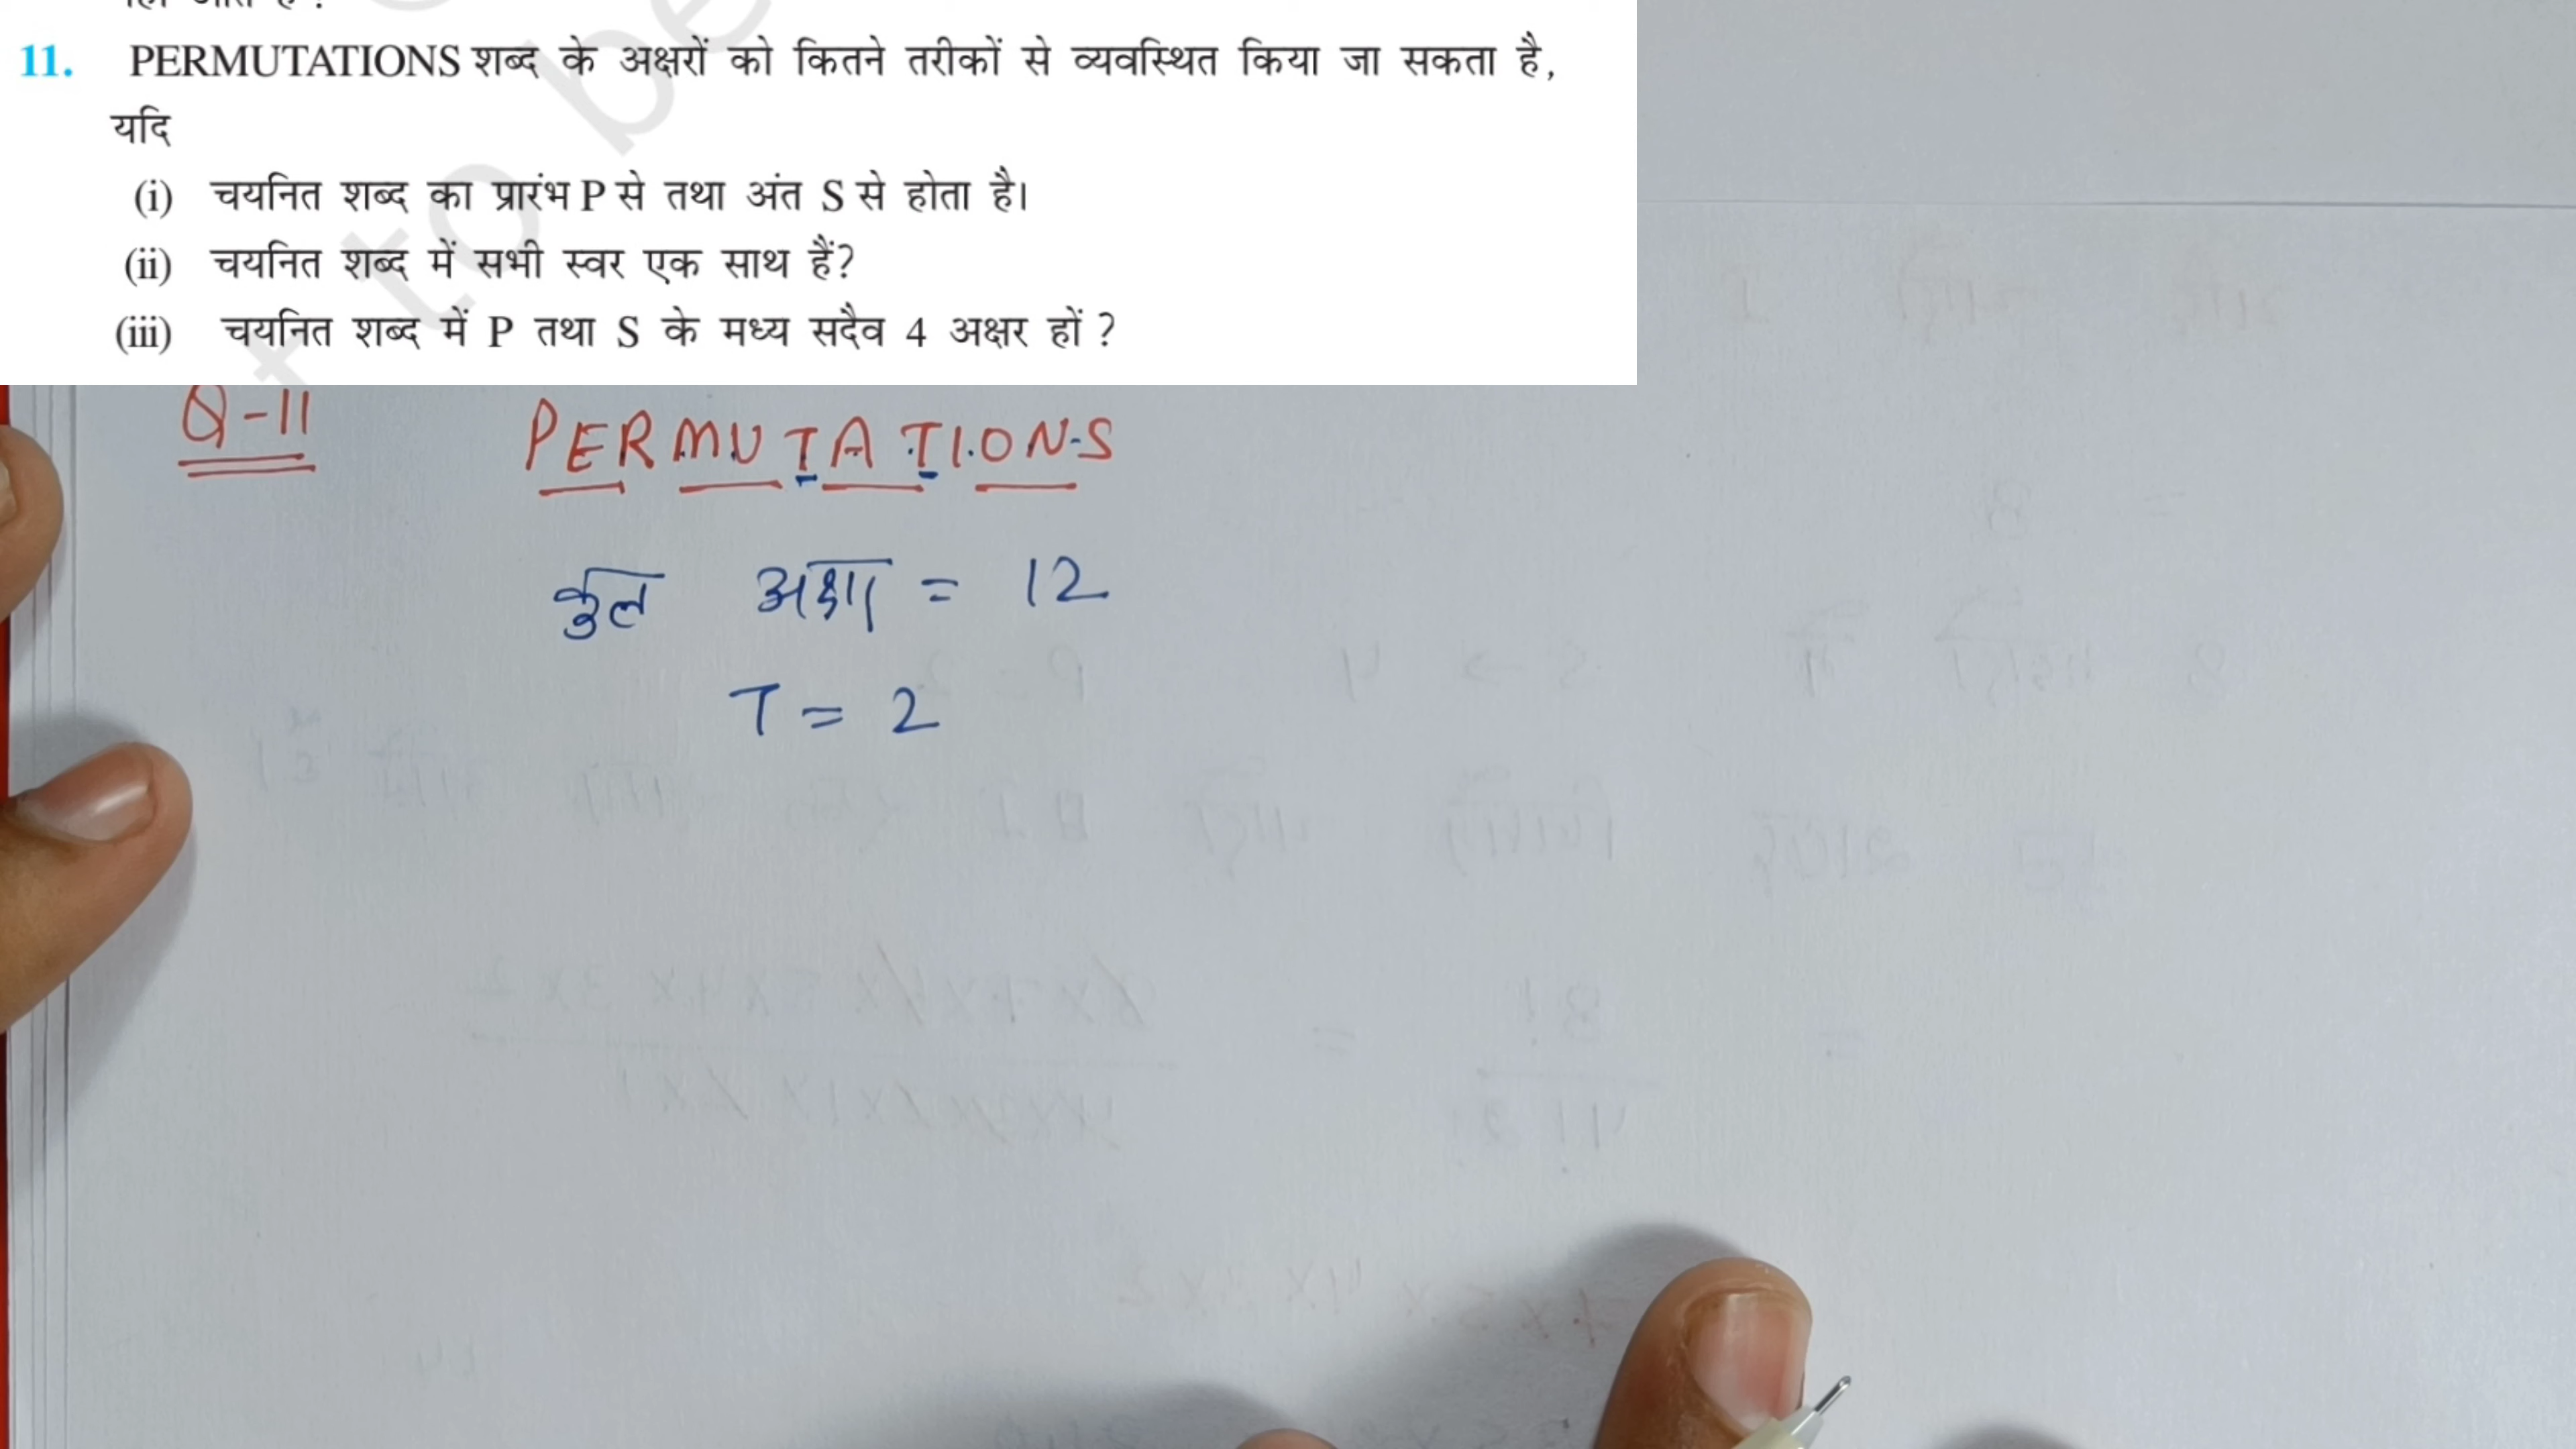 11. PERMUTATIONS शब्द के अक्षरों को कितने तरीकों से व्यवस्थित किया जा सकता है,
यदि
(i) चयनित शब्द का प्रारंभ P से तथा अंत S से होता है।
(ii) चयनित शब्द में सभी स्वर एक साथ हैं?
(iii) चयनित शब्द में P तथा S के मध्य सदैव 4 अक्षर हों ?
Q-11 PERMUTATIONS
कुल अक्षर = 12
T = 2